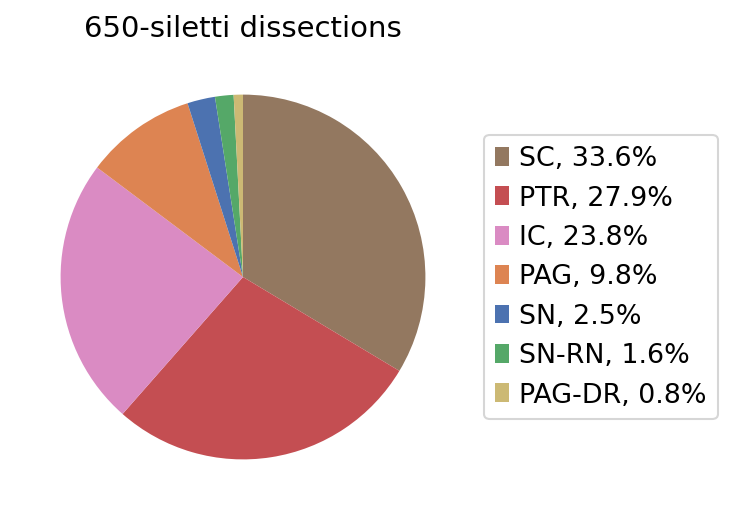 650-siletti dissections
SC, 33.6%
PTR, 27.9%
IC, 23.8%
PAG, 9.8%
SN, 2.5%
SN-RN, 1.6%
PAG-DR, 0.8%